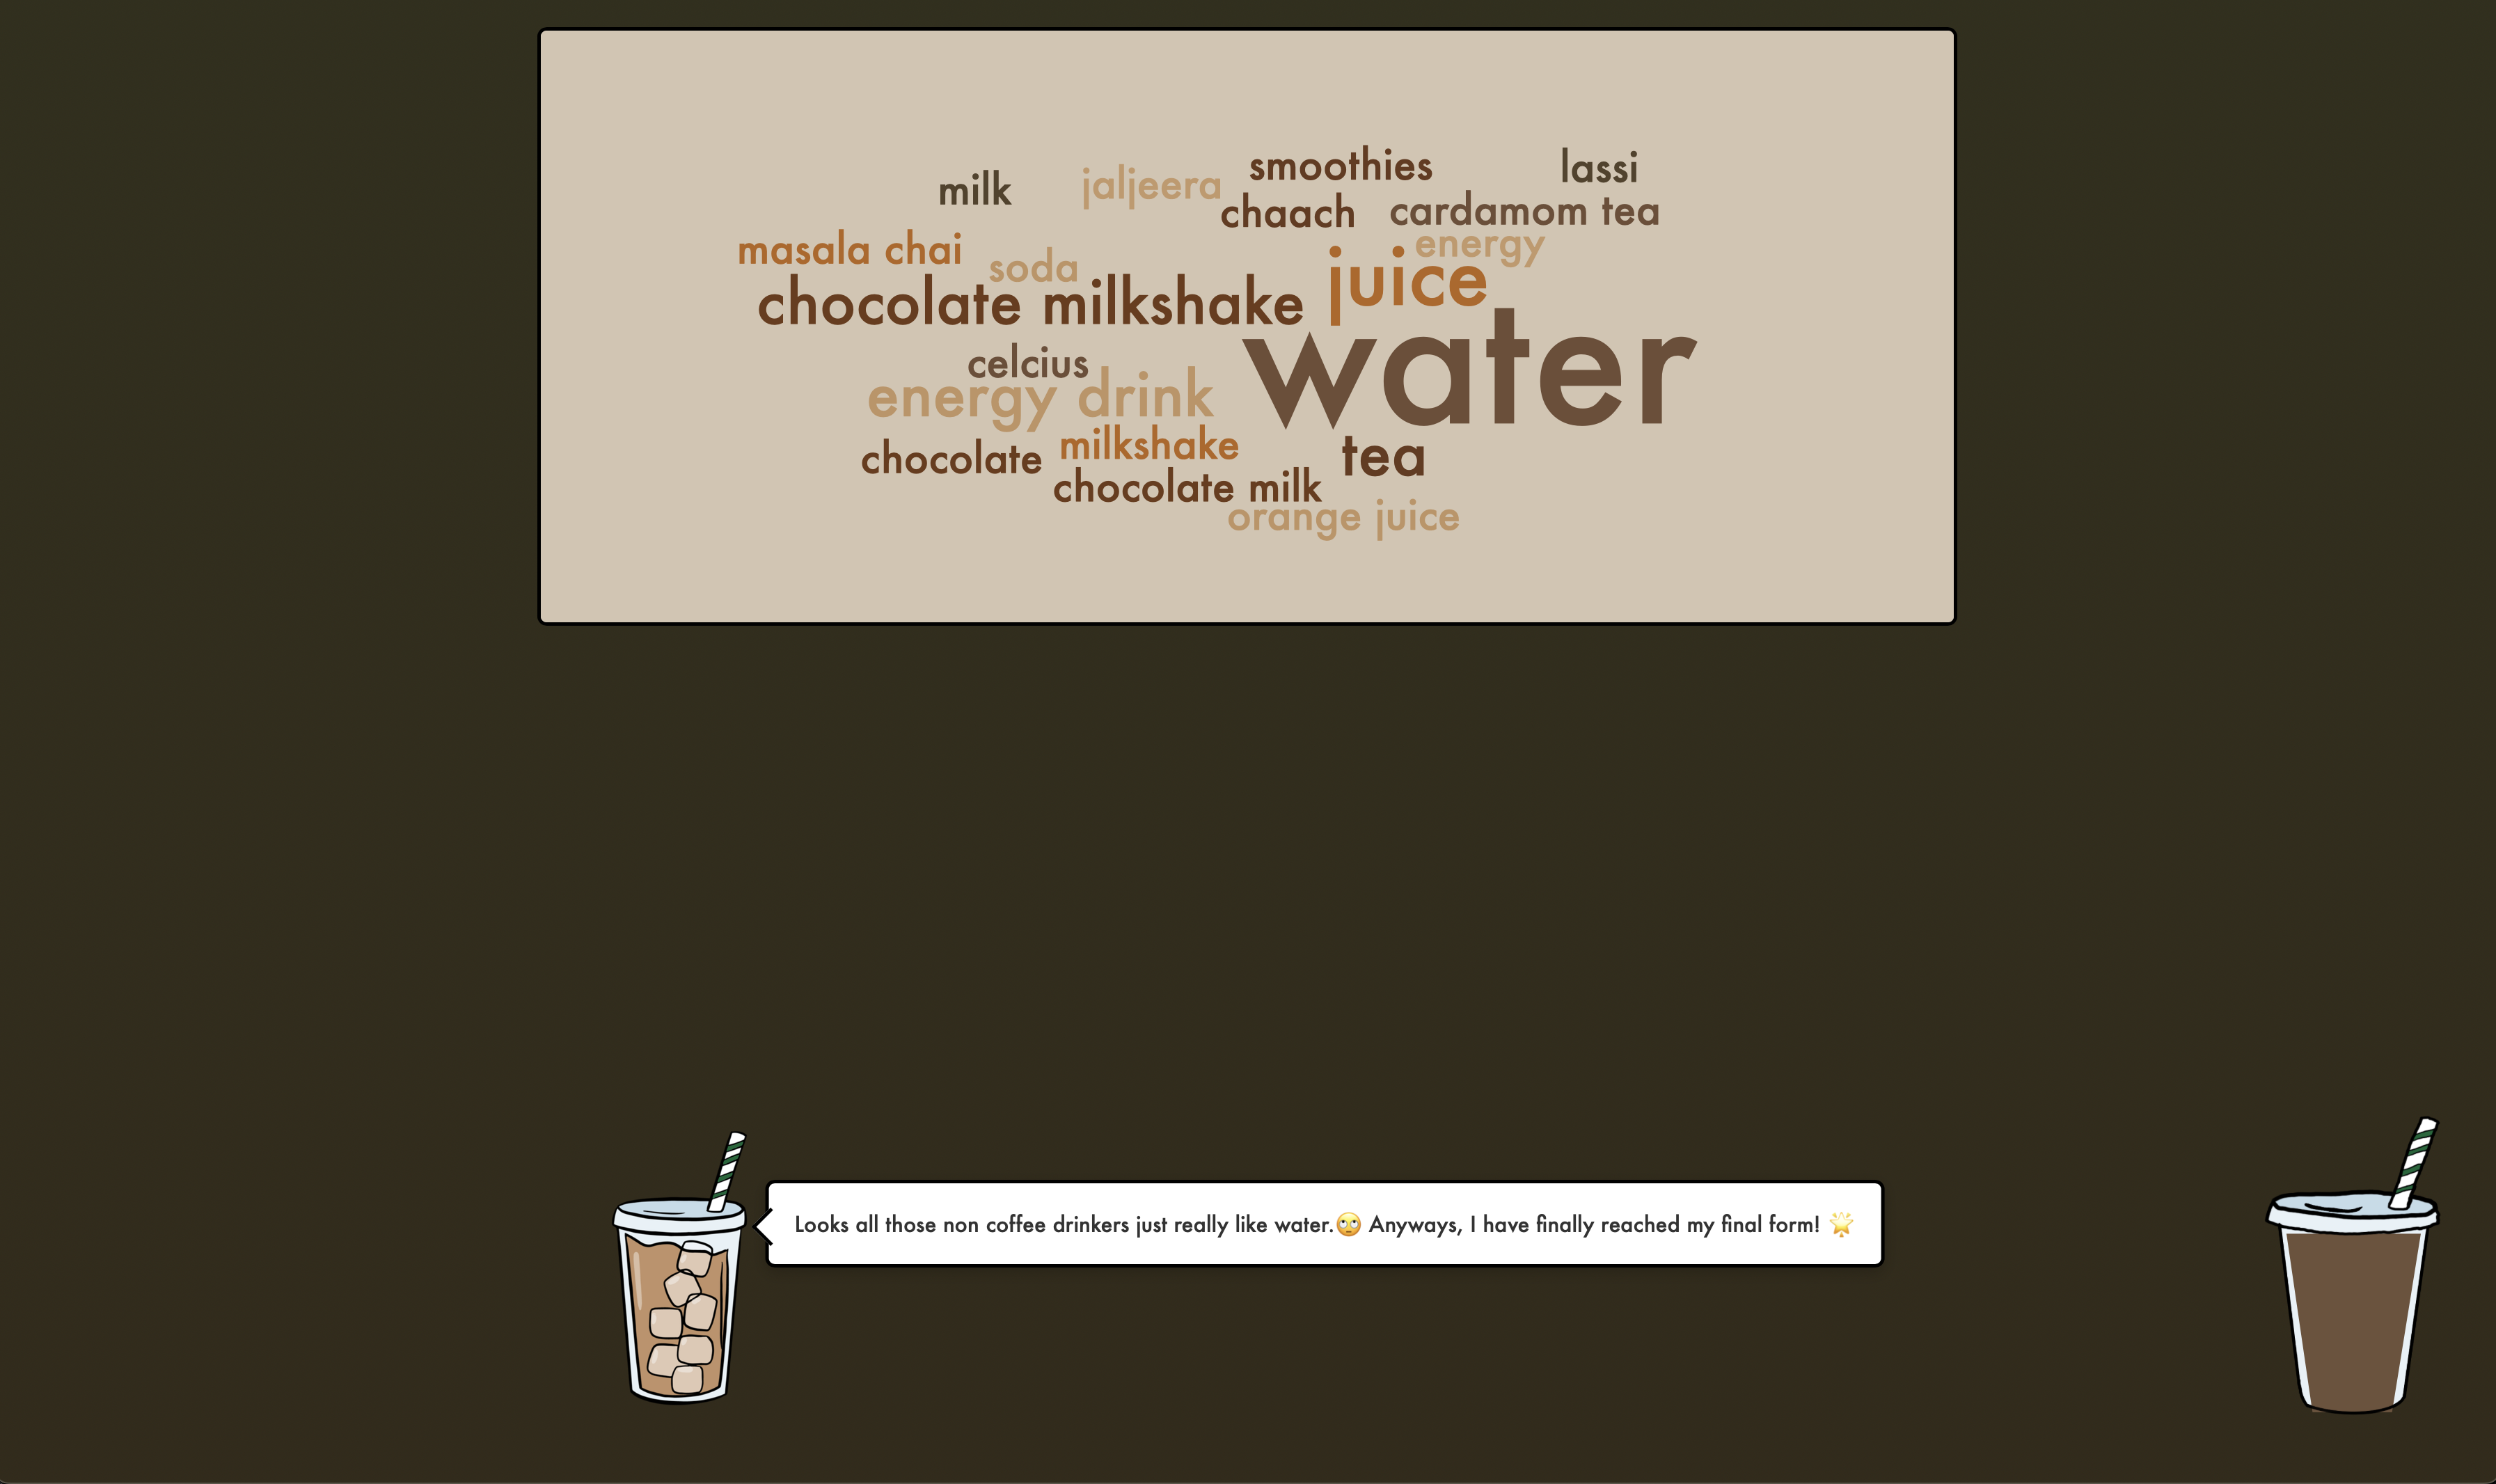 smoothies
lassi
milk
jaljeera
chaach
cardamom tea
masala chai
energy
soda
juice
chocolate milkshake
water
celcius
energy drink
milkshake
chocolate
tea
chocolate milk
orange juice
Looks all those non coffee drinkers just really like water.🙄 Anyways, I have finally reached my final form! 🌟